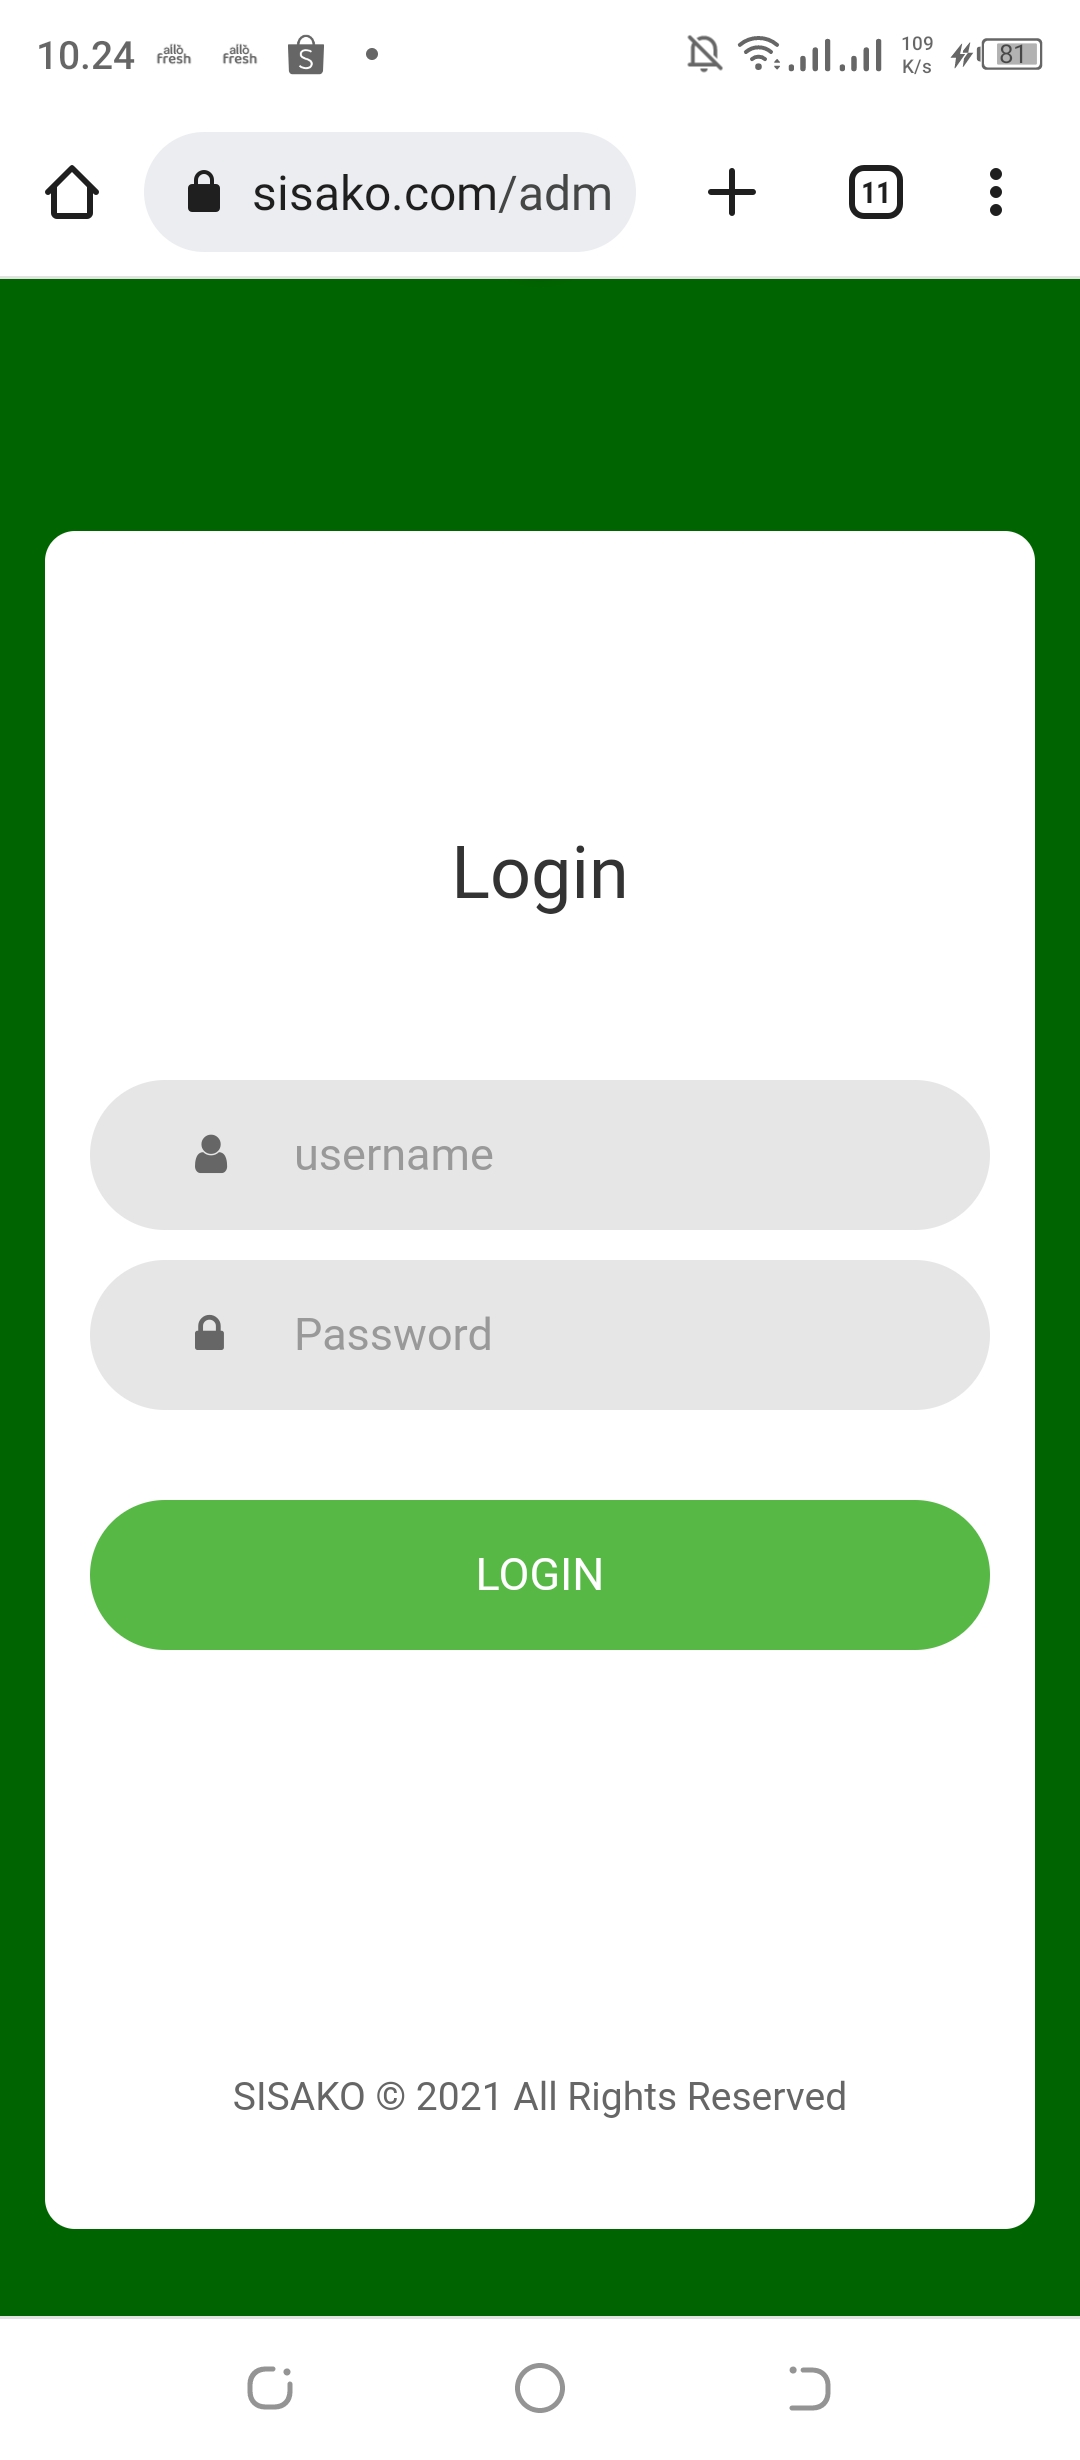 10.24 allo fresh allo fresh S 109 K/s 81
sisako.com/adm 11
Login
username
Password
LOGIN
SISAKO © 2021 All Rights Reserved